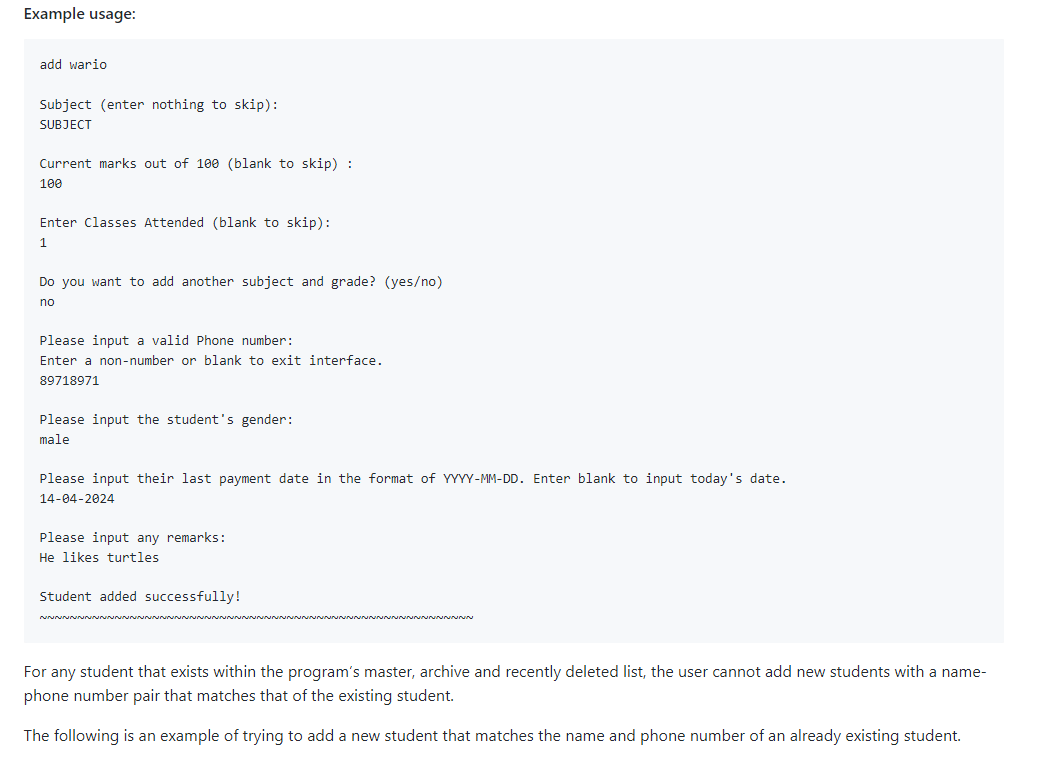 Example usage:
add wario
Subject (enter nothing to skip):
SUBJECT
Current marks out of 100 (blank to skip) :
100
Enter Classes Attended (blank to skip):
1
Do you want to add another subject and grade? (yes/no)
no
Please input a valid Phone number:
Enter a non-number or blank to exit interface.
89718971
Please input the student's gender:
male
Please input their last payment date in the format of YYYY-MM-DD. Enter blank to input today's date.
14-04-2024
Please input any remarks:
He likes turtles
Student added successfully!
~~~~~~~~~~~~~~~~~~~~~~~~~~~~~~~~~~~~~~~~~~~~~~~~~~~~~~~~~~
For any student that exists within the program’s master, archive and recently deleted list, the user cannot add new students with a name-
phone number pair that matches that of the existing student.
The following is an example of trying to add a new student that matches the name and phone number of an already existing student.